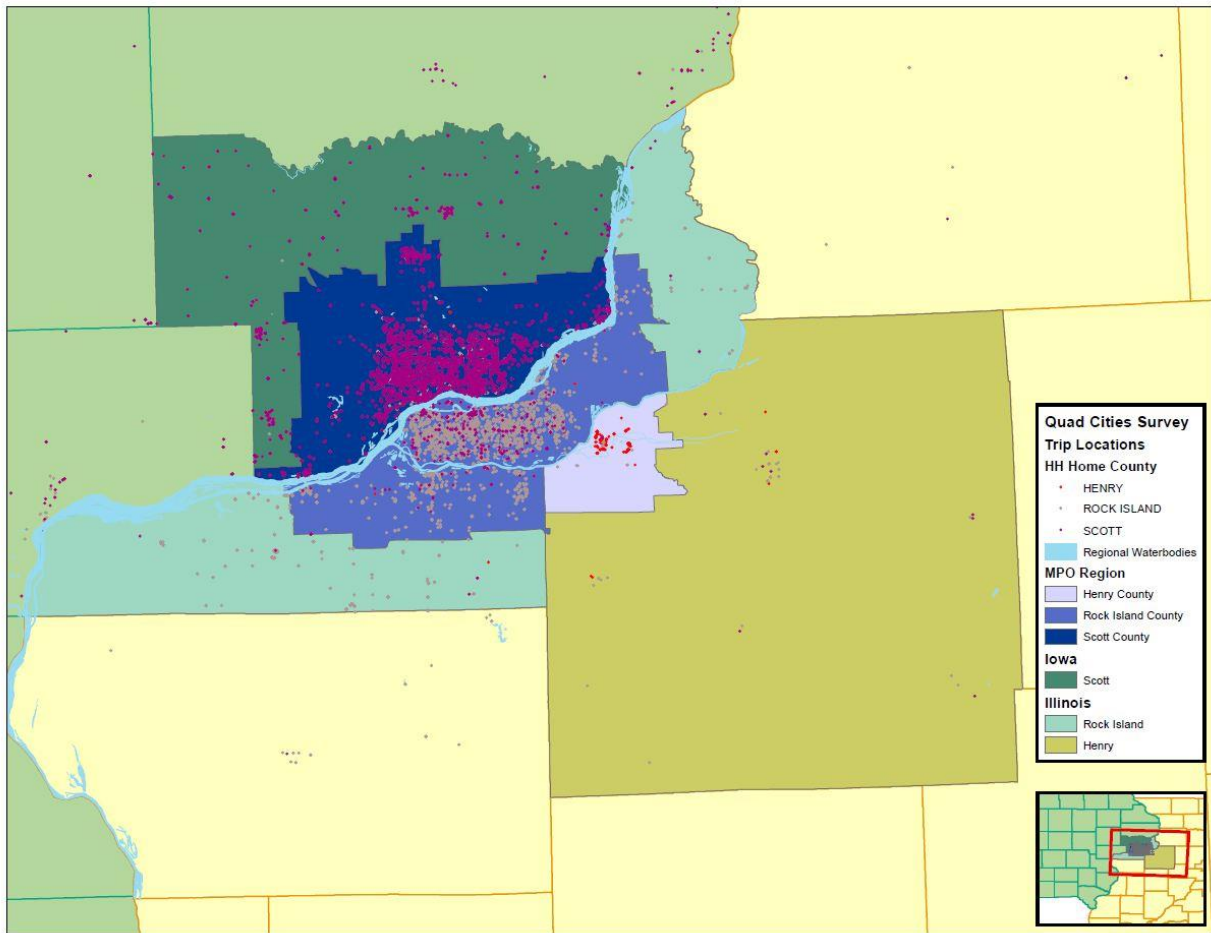 Quad Cities Survey
Trip Locations
HH Home County
HENRY
ROCK ISLAND
SCOTT
Regional Waterbodies
MPO Region
Henry County
Rock Island County
Scott County
Iowa
Scott
Illinois
Rock Island
Henry